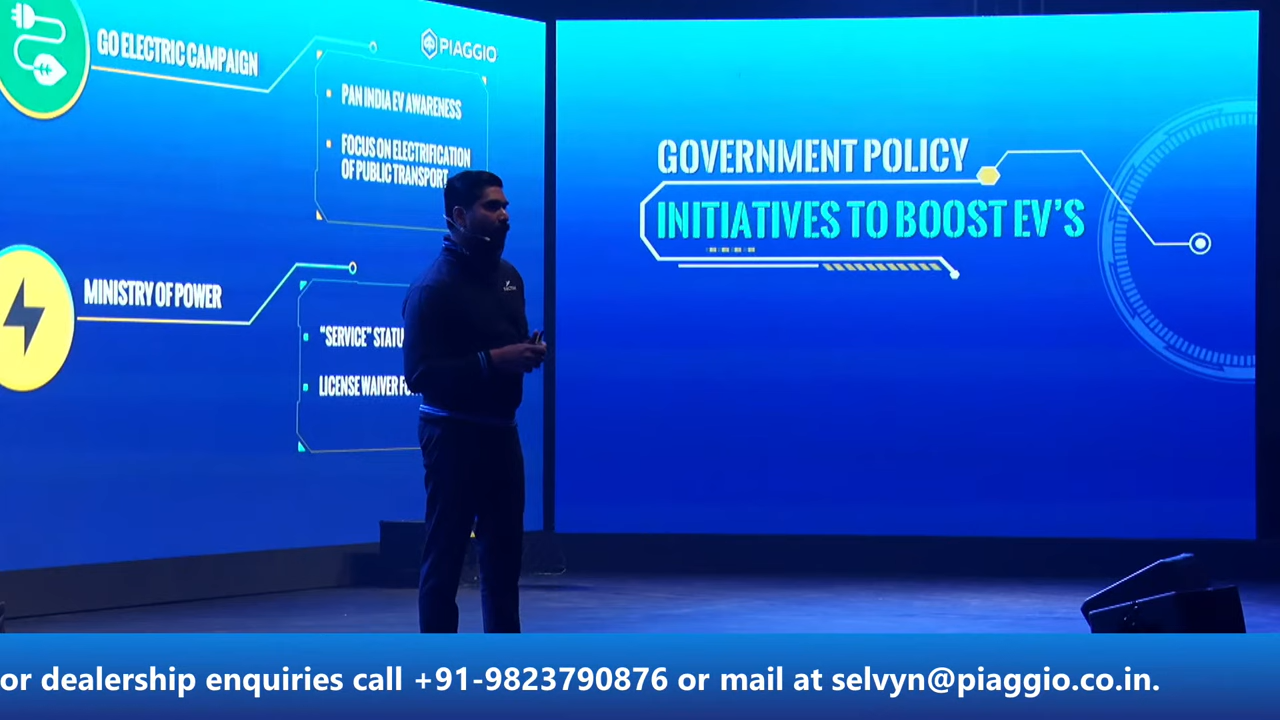 GO ELECTRIC CAMPAIGN
PIAGGIO
PAN INDIA EV AWARENESS
FOCUS ON ELECTRIFICATION
OF PUBLIC TRANSPORT
MINISTRY OF POWER
"SERVICE"
LICENSE WAIVER
GOVERNMENT POLICY
INITIATIVES TO BOOST EV'S
or dealership enquiries call +91-9823790876 or mail at selvyn@piaggio.co.in.